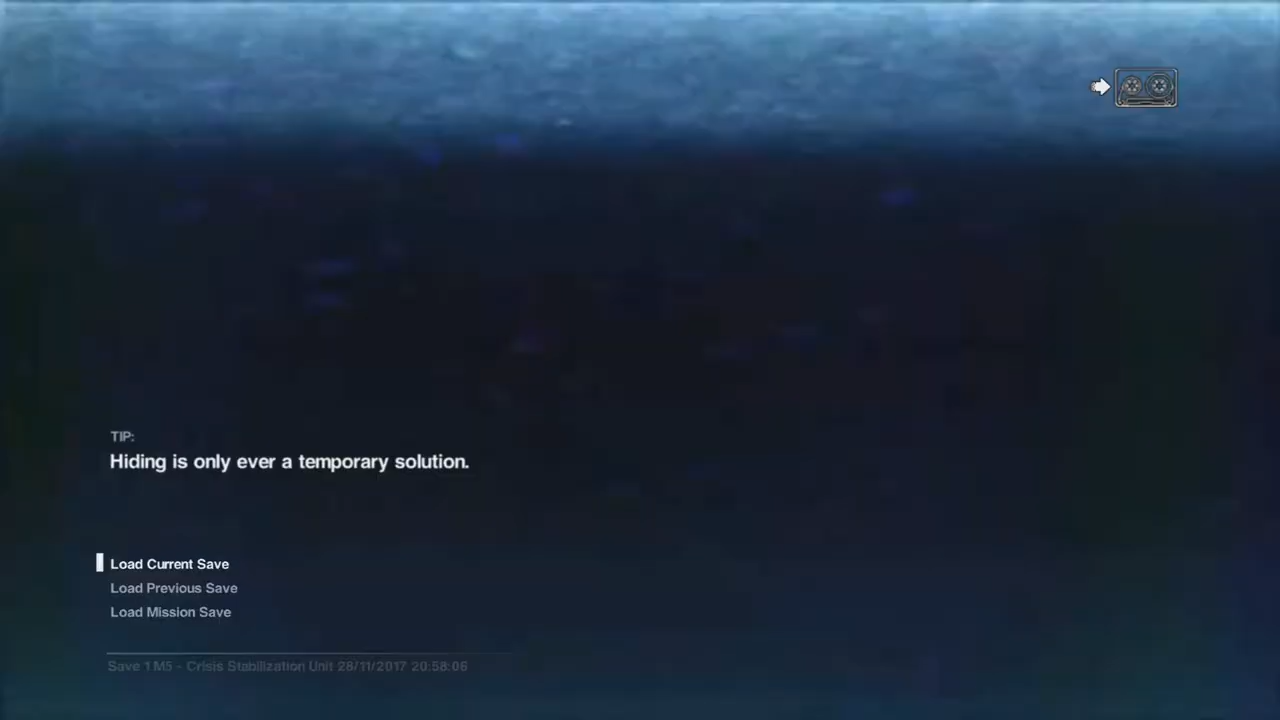 TIP:
Hiding is only ever a temporary solution.
Load Current Save
Load Previous Save
Load Mission Save
Save 1 M5 - Crisis Stabilization Unit 28/11/2017 20:58:06